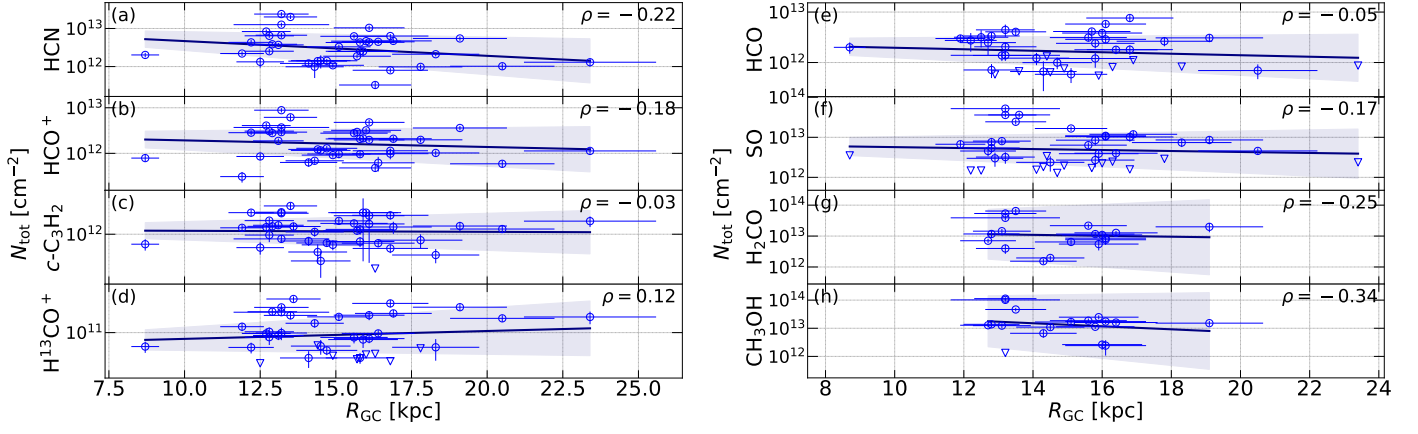 (a) ρ = −0.22
HCN
10¹³
10¹²
(b) ρ = −0.18
HCO⁺
10¹³
10¹²
(c) ρ = −0.03
c-C₃H₂
10¹²
(d) ρ = 0.12
H¹³CO⁺
10¹¹
N_tot [cm⁻²]
7.5 10.0 12.5 15.0 17.5 20.0 22.5 25.0
R_GC [kpc]
(e) ρ = −0.05
HCO
10¹³
10¹⁴
(f) ρ = −0.17
SO
10¹³
10¹²
(g) ρ = −0.25
H₂CO
10¹⁴
10¹³
10¹²
(h) ρ = −0.34
CH₃OH
10¹⁴
10¹³
10¹²
N_tot [cm⁻²]
8 10 12 14 16 18 20 22 24
R_GC [kpc]